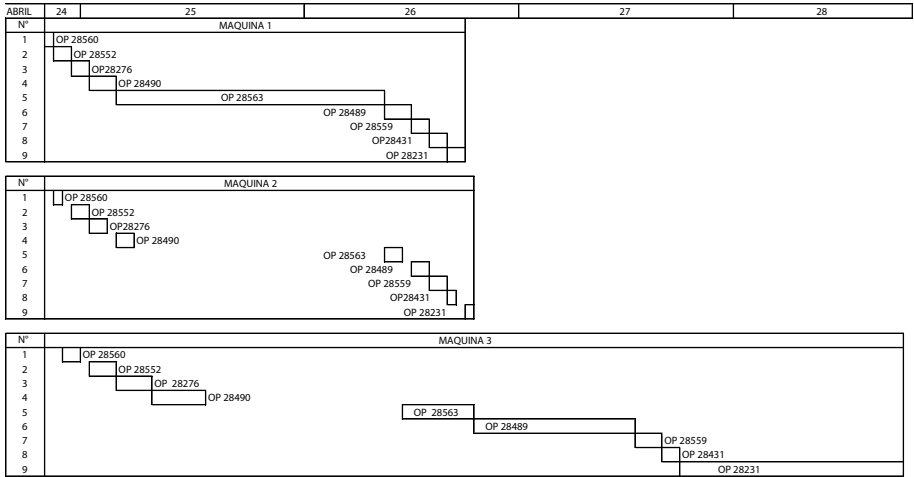 ABRIL 24 25 26 27 28
N° MAQUINA 1
1 OP 28560
2 OP 28552
3 OP28276
4 OP 28490
5 OP 28563
6 OP 28489
7 OP 28559
8 OP28431
9 OP 28231
N° MAQUINA 2
1 OP 28560
2 OP 28552
3 OP28276
4 OP 28490
5 OP 28563
6 OP 28489
7 OP 28559
8 OP28431
9 OP 28231
N° MAQUINA 3
1 OP 28560
2 OP 28552
3 OP 28276
4 OP 28490
5 OP 28563
6 OP 28489
7 OP 28559
8 OP 28431
9 OP 28231